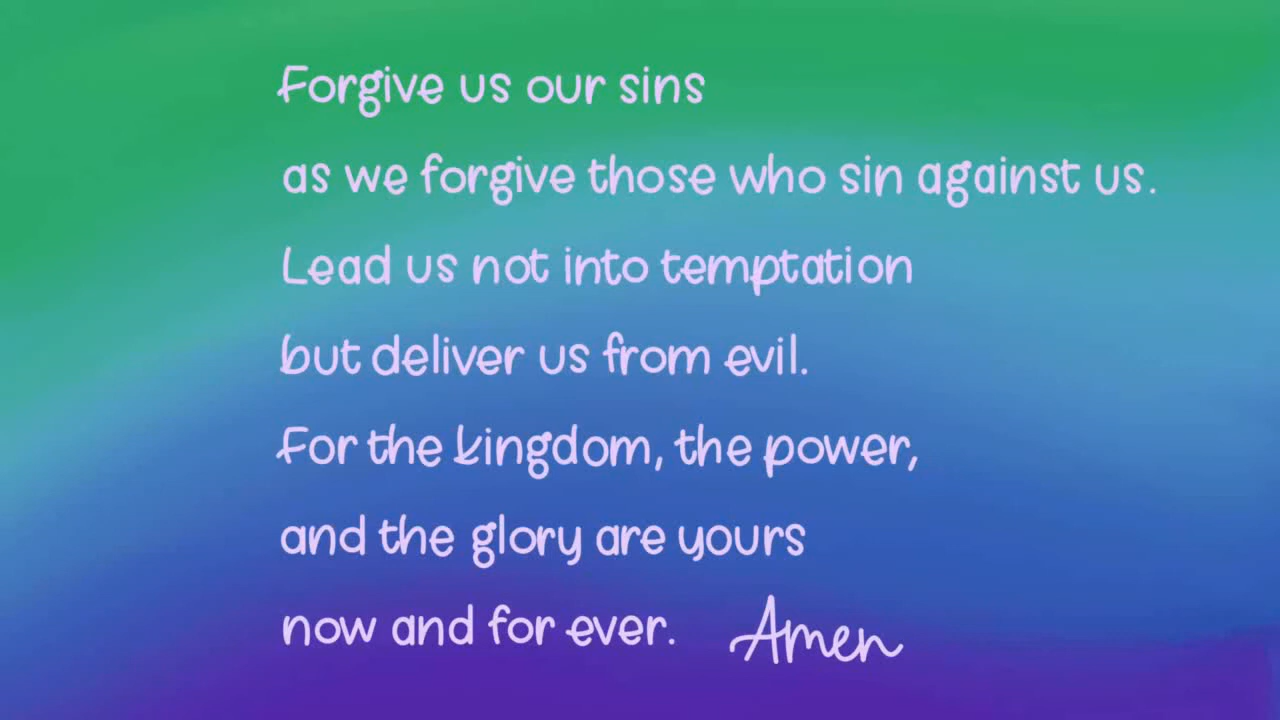 Forgive us our sins
as we forgive those who sin against us.
Lead us not into temptation
but deliver us from evil.
For the kingdom, the power,
and the glory are yours
now and for ever. Amen